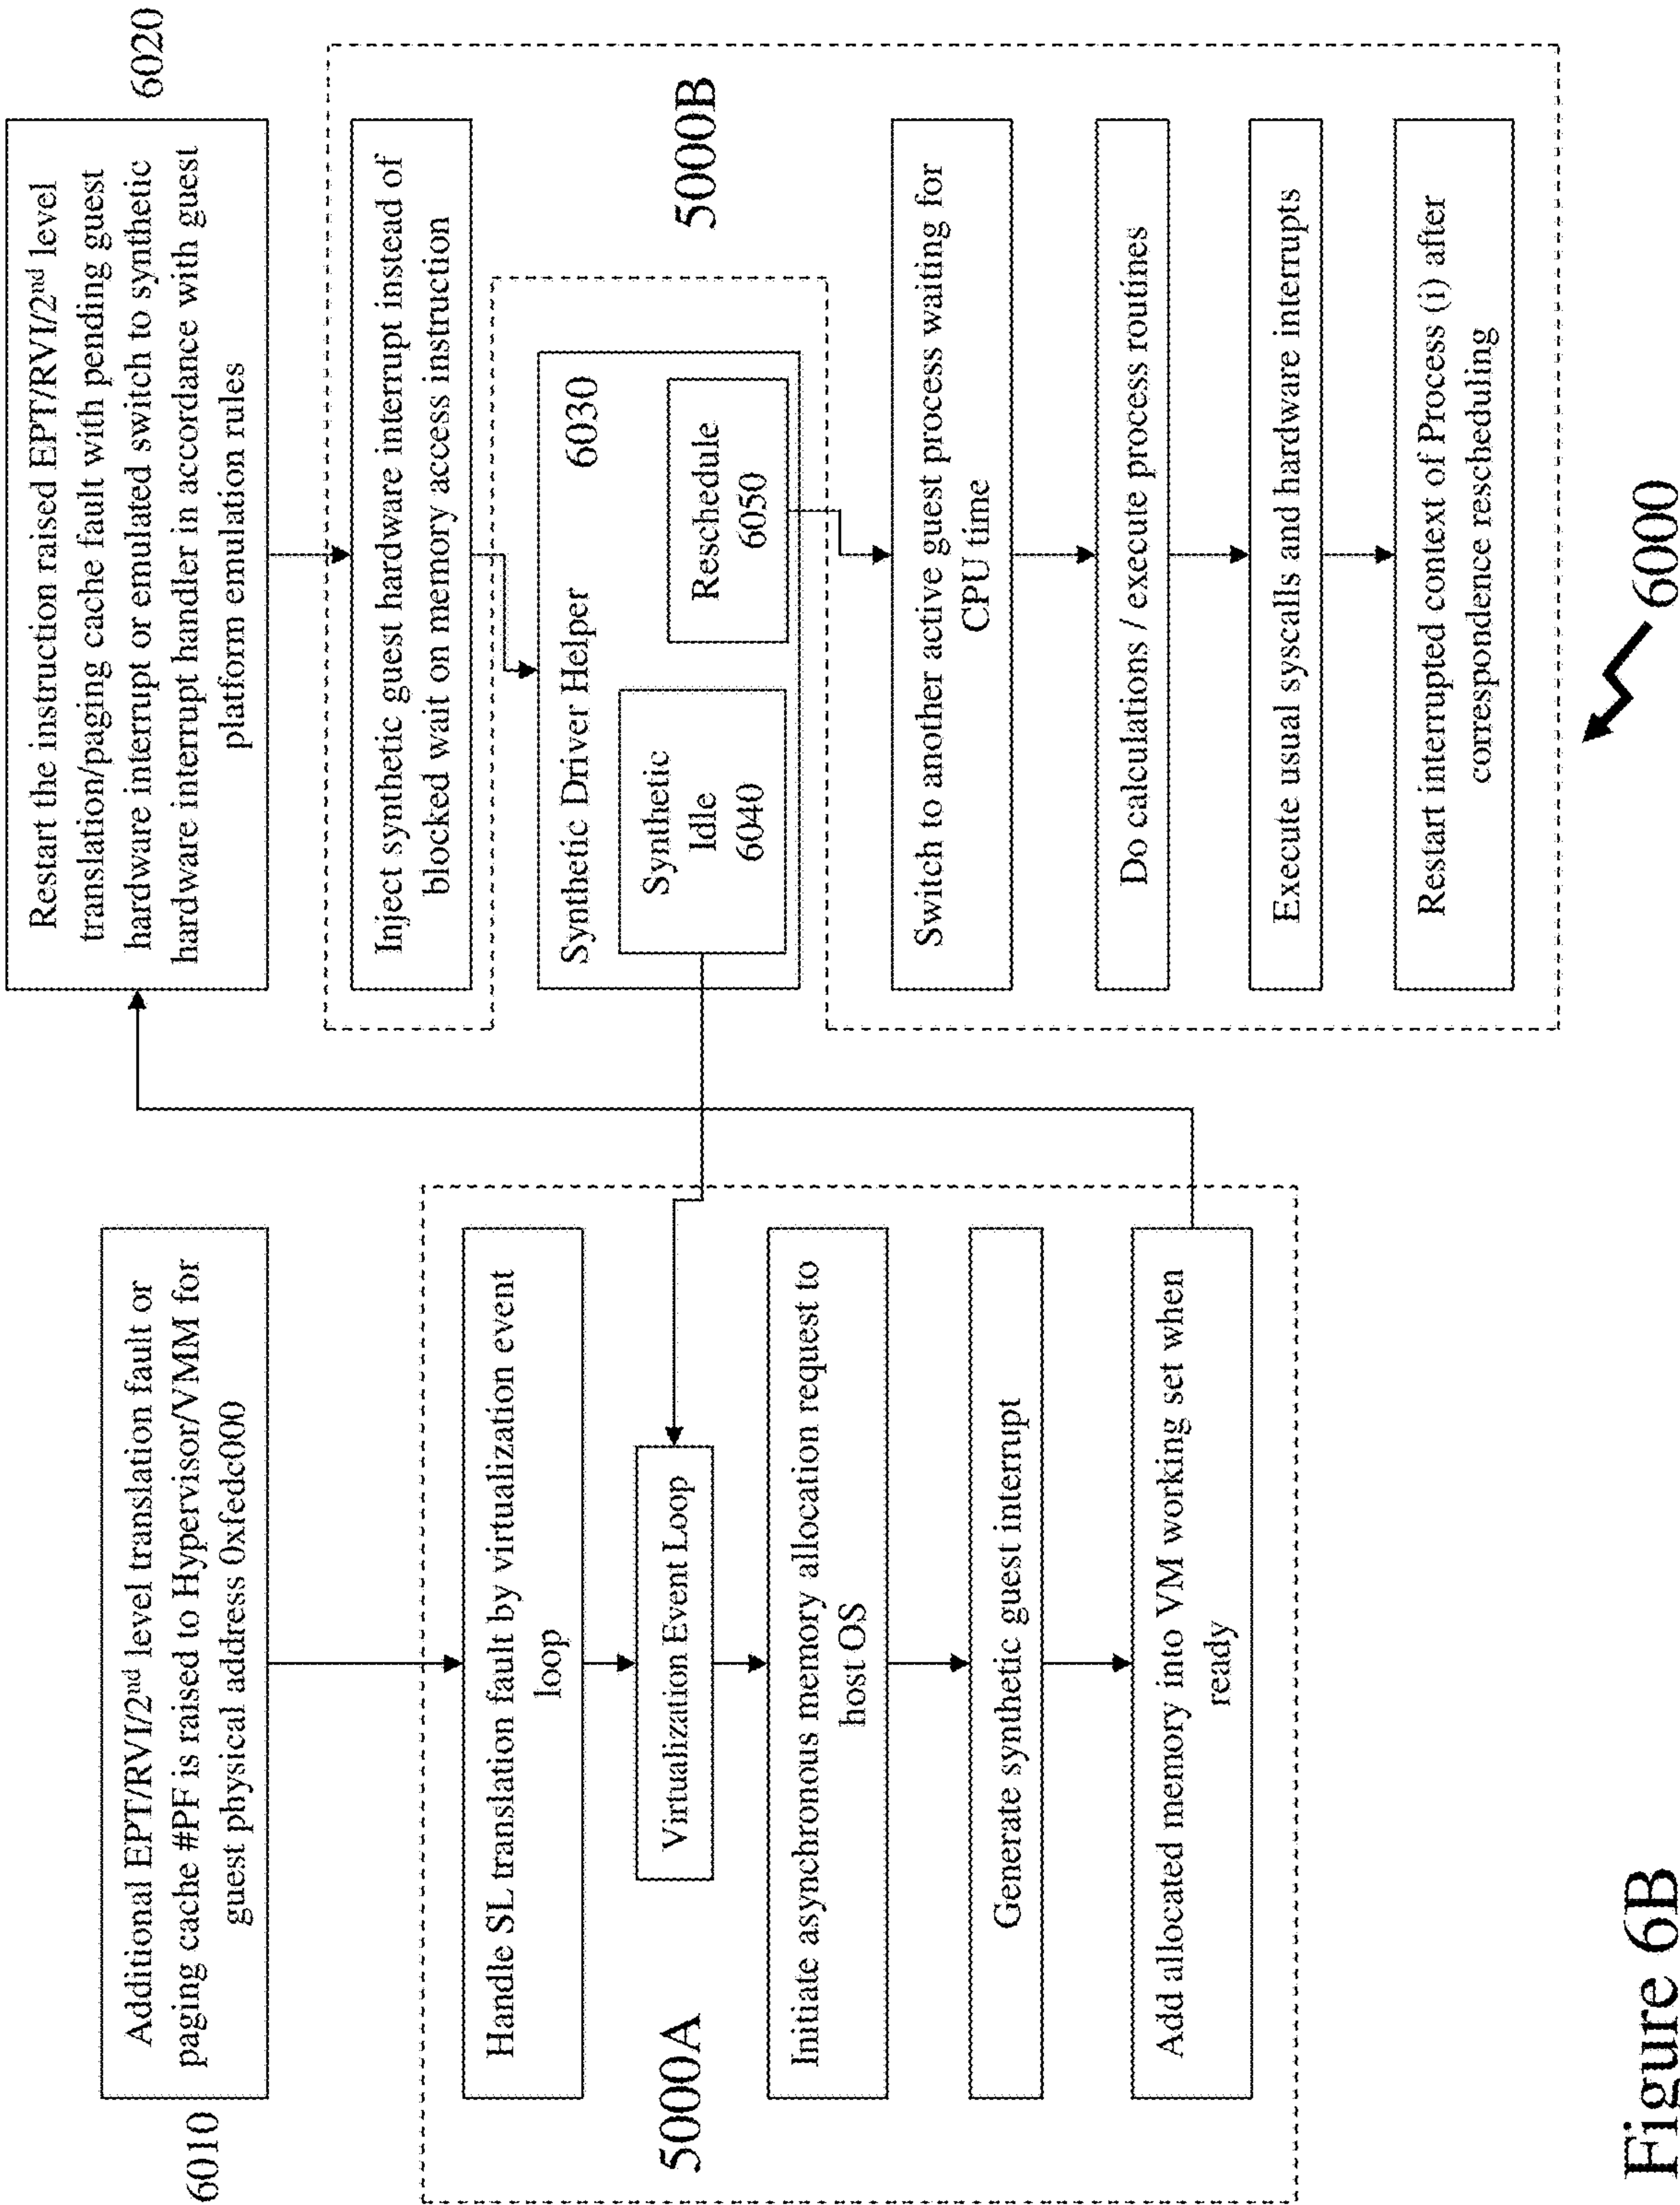 6010
Additional EPT/RVI/2nd level translation fault or
paging cache #PF is raised to Hypervisor/VMM for
guest physical address 0xfedc000
5000A
Handle SL translation fault by virtualization event
loop
Virtualization Event Loop
Initiate asynchronous memory allocation request to
host OS
Generate synthetic guest interrupt
Add allocated memory into VM working set when
ready
6020
Restart the instruction raised EPT/RVI/2nd level
translation/paging cache fault with pending guest
hardware interrupt or emulated switch to synthetic
hardware interrupt handler in accordance with guest
platform emulation rules
Inject synthetic guest hardware interrupt instead of
blocked wait on memory access instruction
5000B
Synthetic Driver Helper
6030
Synthetic
Idle
6040
Reschedule
6050
Switch to another active guest process waiting for
CPU time
Do calculations / execute process routines
Execute usual syscalls and hardware interrupts
Restart interrupted context of Process (i) after
correspondence rescheduling
6000
Figure 6B